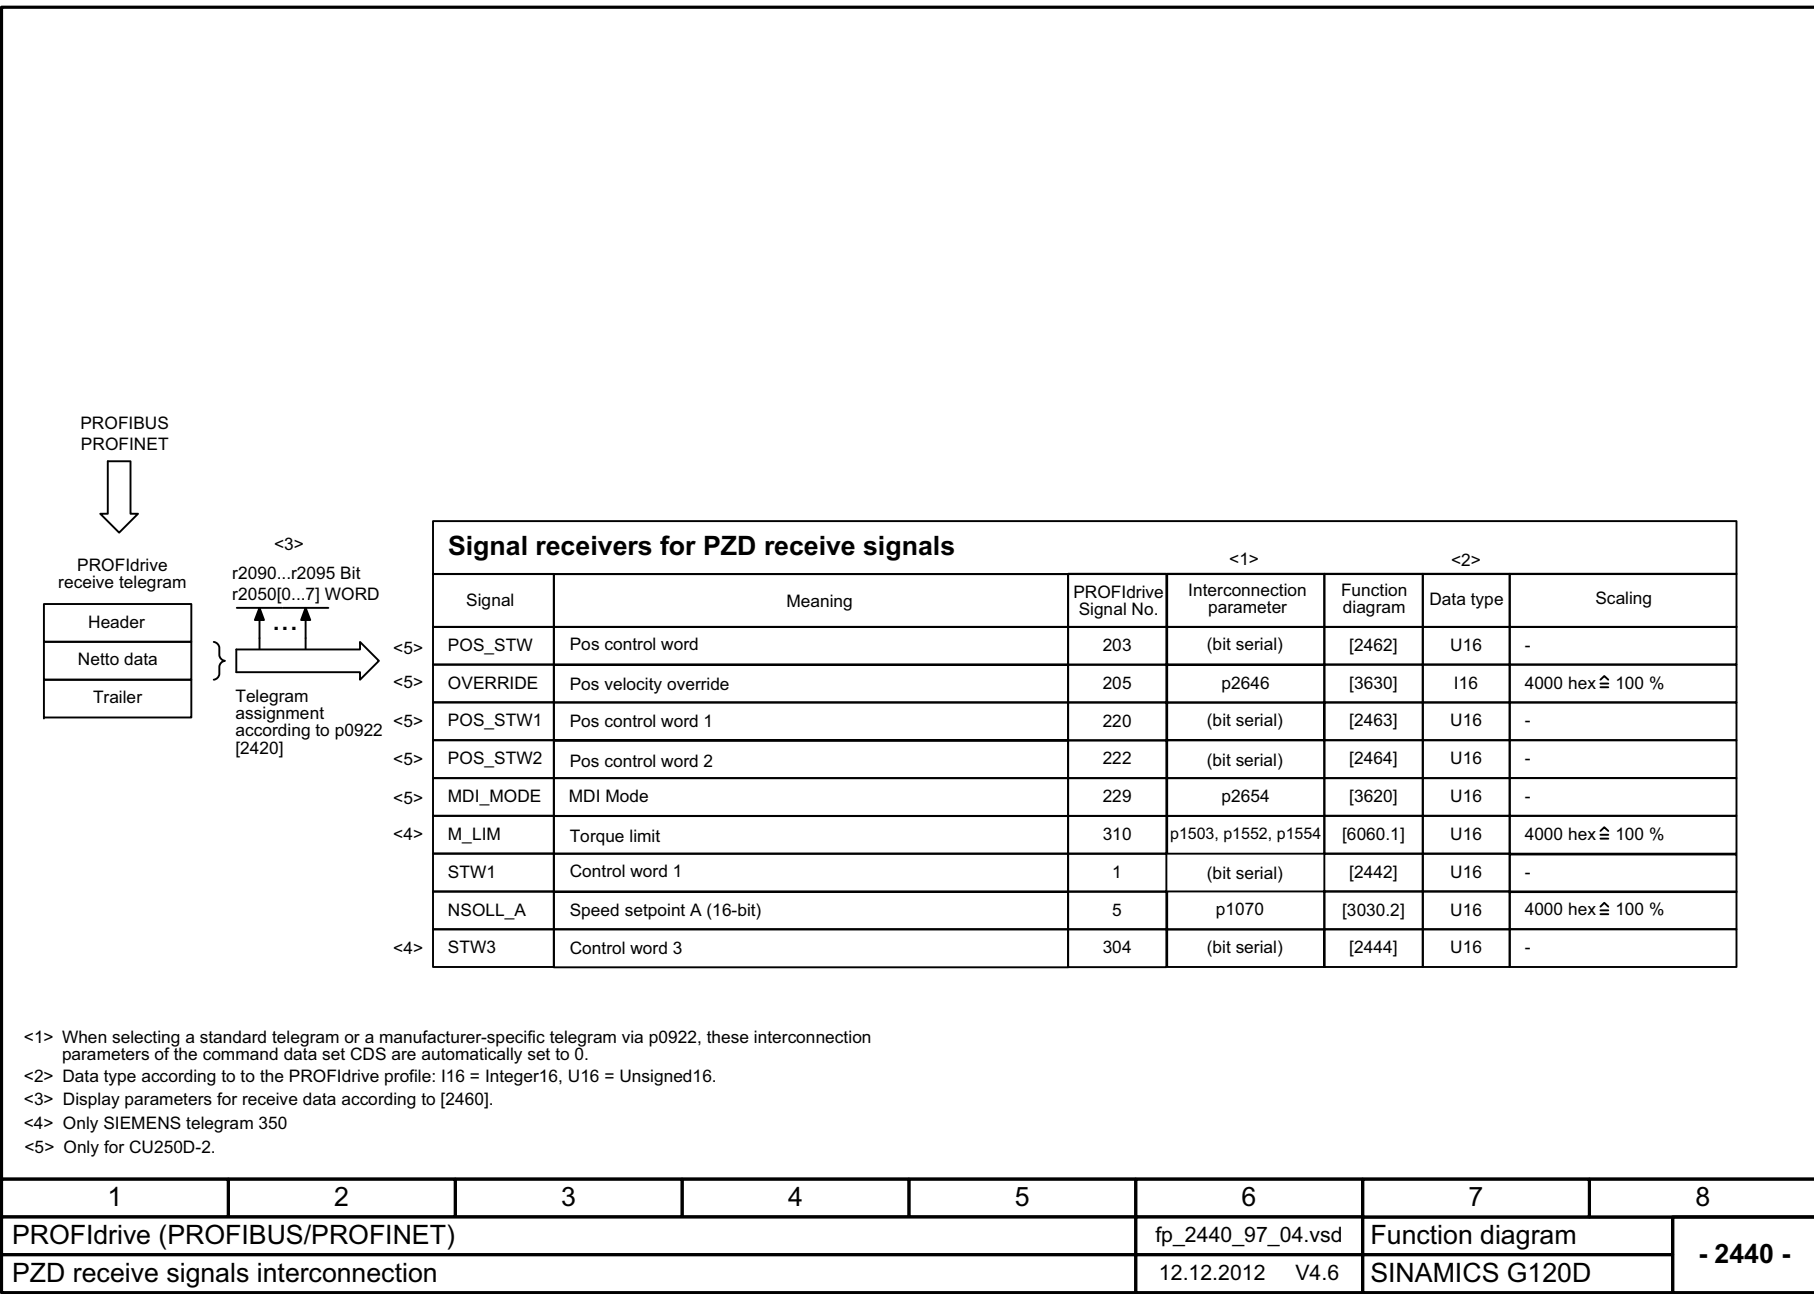 PROFIBUS
PROFINET
PROFIdrive
receive telegram
Header
Netto data
Trailer
<3>
r2090...r2095 Bit
r2050[0...7] WORD
...
Telegram
assignment
according to p0922
[2420]
Signal receivers for PZD receive signals <1> <2>
Signal Meaning PROFIdrive Signal No. Interconnection parameter Function diagram Data type Scaling
<5> POS_STW Pos control word 203 (bit serial) [2462] U16 -
<5> OVERRIDE Pos velocity override 205 p2646 [3630] I16 4000 hex ≙ 100 %
<5> POS_STW1 Pos control word 1 220 (bit serial) [2463] U16 -
<5> POS_STW2 Pos control word 2 222 (bit serial) [2464] U16 -
<5> MDI_MODE MDI Mode 229 p2654 [3620] U16 -
<4> M_LIM Torque limit 310 p1503, p1552, p1554 [6060.1] U16 4000 hex ≙ 100 %
STW1 Control word 1 1 (bit serial) [2442] U16 -
NSOLL_A Speed setpoint A (16-bit) 5 p1070 [3030.2] U16 4000 hex ≙ 100 %
<4> STW3 Control word 3 304 (bit serial) [2444] U16 -
<1> When selecting a standard telegram or a manufacturer-specific telegram via p0922, these interconnection
parameters of the command data set CDS are automatically set to 0.
<2> Data type according to to the PROFIdrive profile: I16 = Integer16, U16 = Unsigned16.
<3> Display parameters for receive data according to [2460].
<4> Only SIEMENS telegram 350
<5> Only for CU250D-2.
1 2 3 4 5 6 7 8
PROFIdrive (PROFIBUS/PROFINET) fp_2440_97_04.vsd Function diagram
- 2440 -
PZD receive signals interconnection 12.12.2012 V4.6 SINAMICS G120D